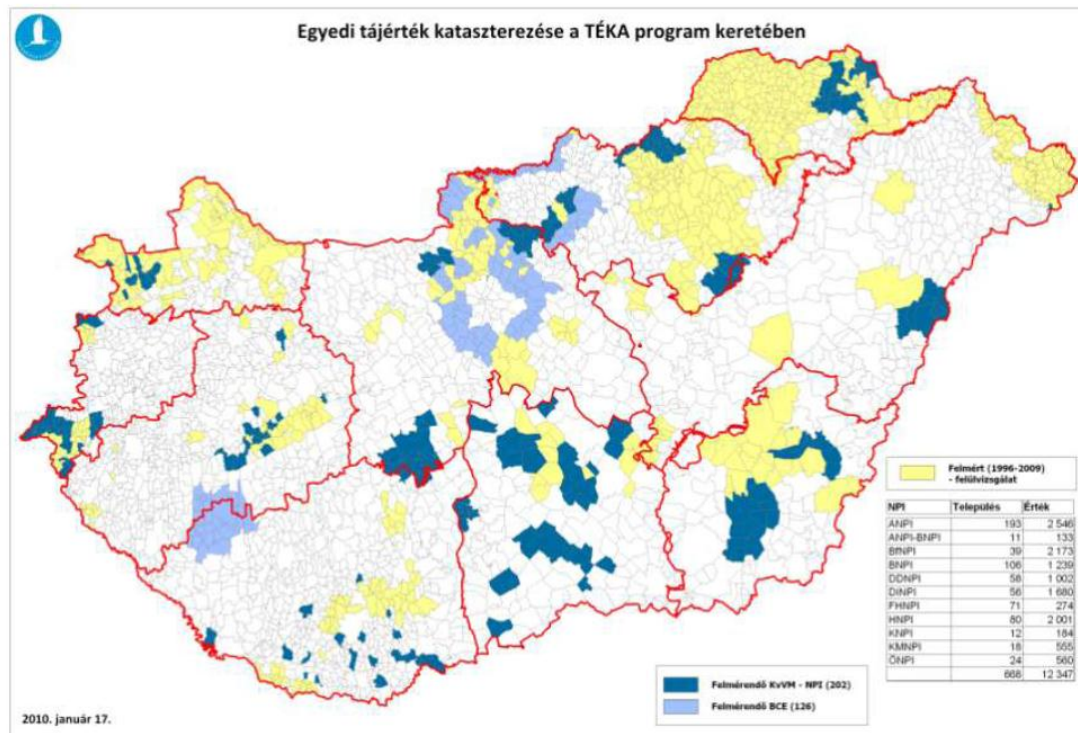 Egyedi tájérték kataszterezése a TÉKA program keretében
Felmért (1996-2009)
- felülvizsgálat
NPI Település Érték
ANPI 193 2 546
ANPI-BNPI 11 133
BfNPI 39 2 173
BNPI 106 1 239
DDNPI 58 1 002
DINPI 56 1 680
FHNPI 71 274
HNPI 80 2 001
KNPI 12 184
KMNPI 18 555
ŐNPI 24 560
668 12 347
Felmérendő KvVM - NPI (202)
Felmérendő BCE (126)
2010. január 17.